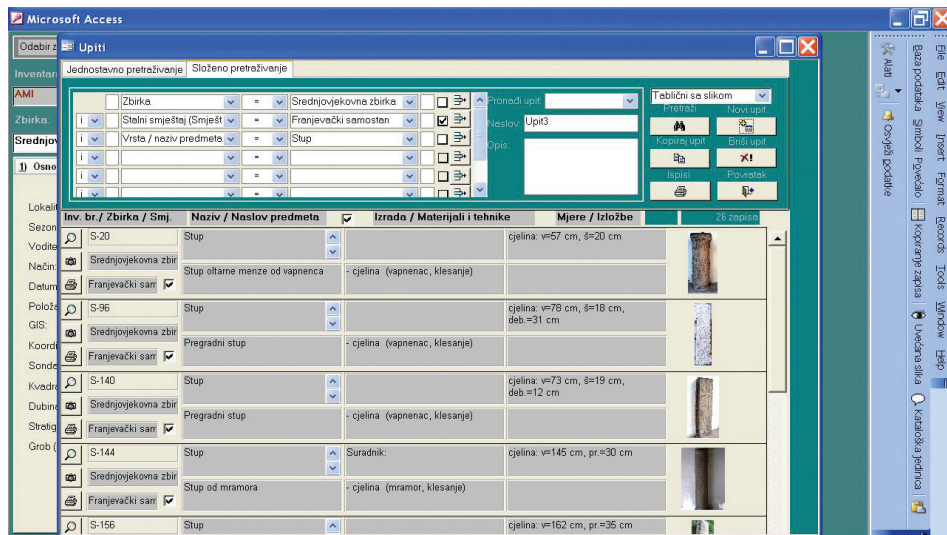 Microsoft Access
Odabir z
Upiti
Jednostavno pretraživanje
Složeno pretraživanje
Inventar
AMI
Zbirka:
Srednjov
1) Osno
Lokalit
Sezon
Vodite
Način:
Datum
Polož
GIS:
Koordi
Sonde
Kvadra
Dubina
Stratig
Grob (
Zbirka = Srednjovjekovna zbirka
i Stalni smještaj (Smješt = Franjevački samostan
i Vrsta / naziv predmeta = Stup
i =
i =
i =
Pronađi upit:
Naslov: Upit3
Opis:
Tablični sa slikom
Pretraži Novi upit
Kopiraj upit Briši upit
Ispisi Povratak
Inv. br./ Zbirka / Smj. Naziv / Naslov predmeta Izrada / Materijali i tehnike Mjere / Izložbe 26 zapisa
S-20 Stup cjelina: v=57 cm, š=20 cm
Srednjovjekovna zbir
Stup oltarne menze od vapnenca - cjelina (vapnenac, klesanje)
Franjevački sam
S-96 Stup cjelina: v=78 cm, š=18 cm,
deb.=31 cm
Srednjovjekovna zbir
Pregradni stup - cjelina (vapnenac, klesanje)
Franjevački sam
S-140 Stup cjelina: v=73 cm, š=19 cm,
deb.=12 cm
Srednjovjekovna zbir
Pregradni stup - cjelina (vapnenac, klesanje)
Franjevački sam
S-144 Stup Suradnik: cjelina: v=145 cm, pr.=30 cm
Srednjovjekovna zbir
Stup od mramora - cjelina (mramor, klesanje)
Franjevački sam
S-156 Stup cjelina: v=162 cm, pr.=35 cm
File Edit View Insert Format Records Tools Window Help
Baza podataka Simboli Povećalo Kopiranje zapisa Uvećana slika Kataloška jedinica
Alati Osvježi podatke